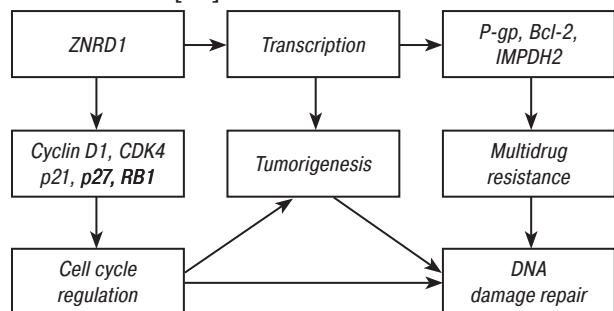 ZNRD1
Transcription
P-gp, Bcl-2,
IMPDH2
Cyclin D1, CDK4
p21, p27, RB1
Tumorigenesis
Multidrug
resistance
Cell cycle
regulation
DNA
damage repair